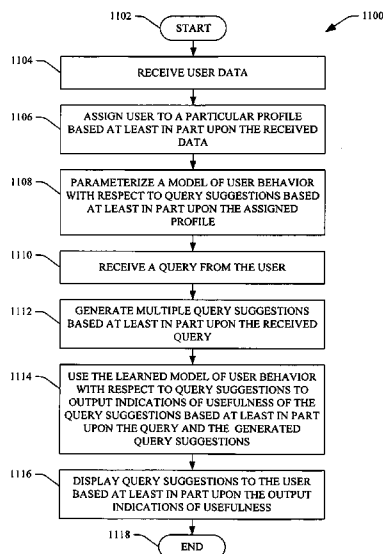 1102
START
1100
1104
RECEIVE USER DATA
1106
ASSIGN USER TO A PARTICULAR PROFILE
BASED AT LEAST IN PART UPON THE RECEIVED
DATA
1108
PARAMETERIZE A MODEL OF USER BEHAVIOR
WITH RESPECT TO QUERY SUGGESTIONS BASED
AT LEAST IN PART UPON THE ASSIGNED
PROFILE
1110
RECEIVE A QUERY FROM THE USER
1112
GENERATE MULTIPLE QUERY SUGGESTIONS
BASED AT LEAST IN PART UPON THE RECEIVED
QUERY
1114
USE THE LEARNED MODEL OF USER BEHAVIOR
WITH RESPECT TO QUERY SUGGESTIONS TO
OUTPUT INDICATIONS OF USEFULNESS OF THE
QUERY SUGGESTIONS BASED AT LEAST IN PART
UPON THE QUERY AND THE GENERATED
QUERY SUGGESTIONS
1116
DISPLAY QUERY SUGGESTIONS TO THE USER
BASED AT LEAST IN PART UPON THE OUTPUT
INDICATIONS OF USEFULNESS
1118
END